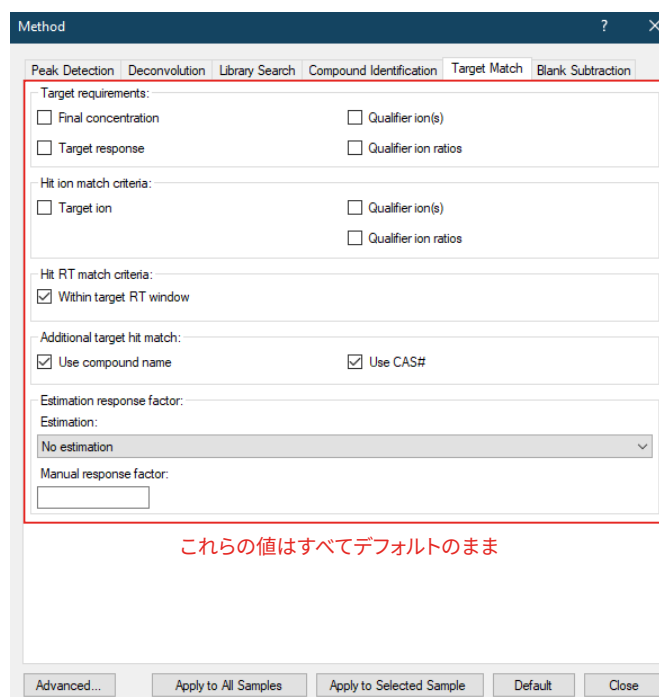 Method ? ×
Peak Detection Deconvolution Library Search Compound Identification Target Match Blank Subtraction
Target requirements:
Final concentration Qualifier ion(s)
Target response Qualifier ion ratios
Hit ion match criteria:
Target ion Qualifier ion(s)
Qualifier ion ratios
Hit RT match criteria:
Within target RT window
Additional target hit match:
Use compound name Use CAS#
Estimation response factor:
Estimation:
No estimation
Manual response factor:
これらの値はすべてデフォルトのまま
Advanced... Apply to All Samples Apply to Selected Sample Default Close